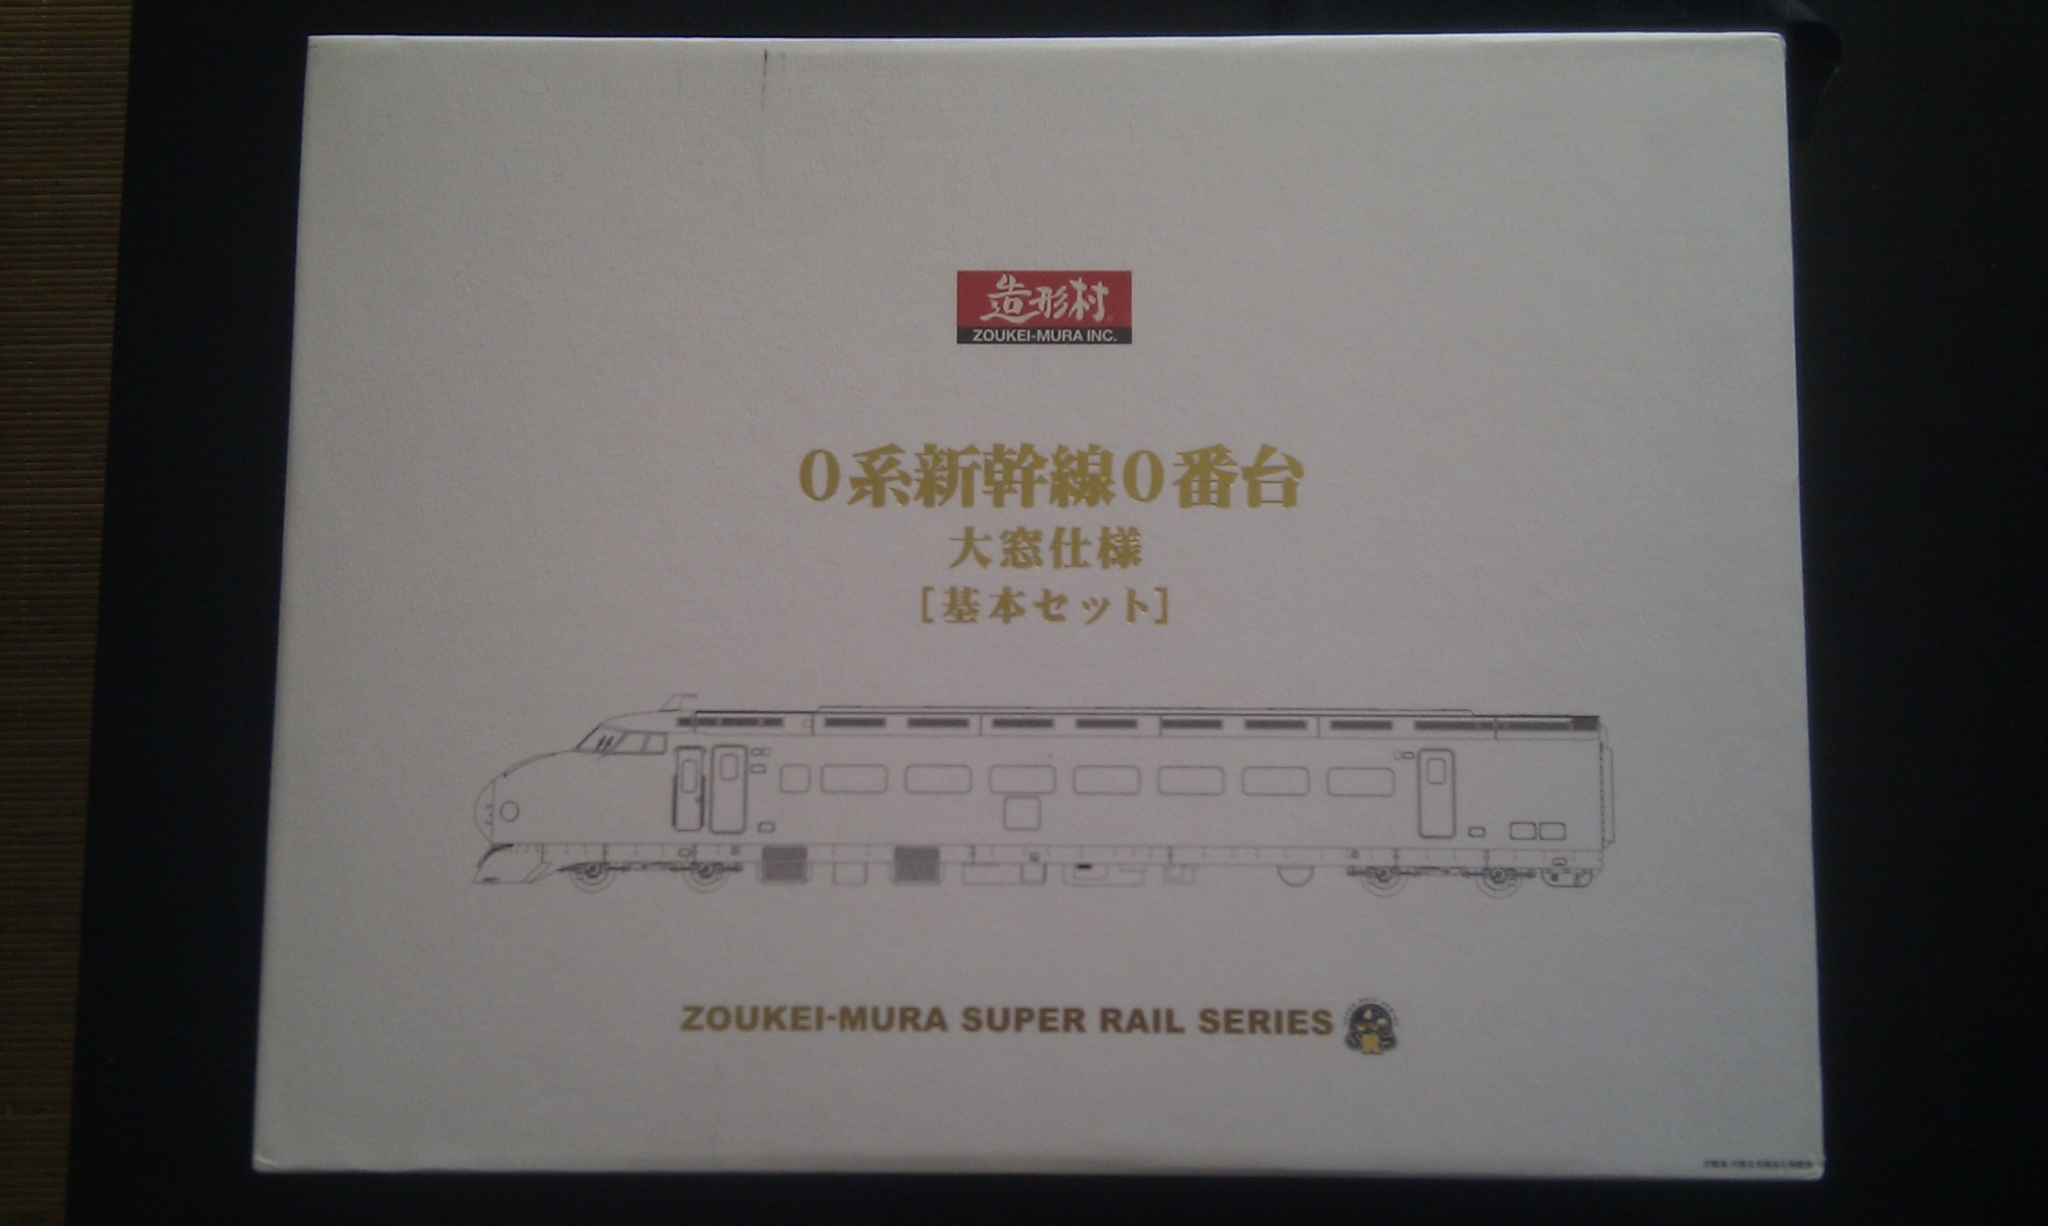 造形村
ZOUKEI-MURA INC.
0系新幹線0番台
大窓仕様
[基本セット]
ZOUKEI-MURA SUPER RAIL SERIES